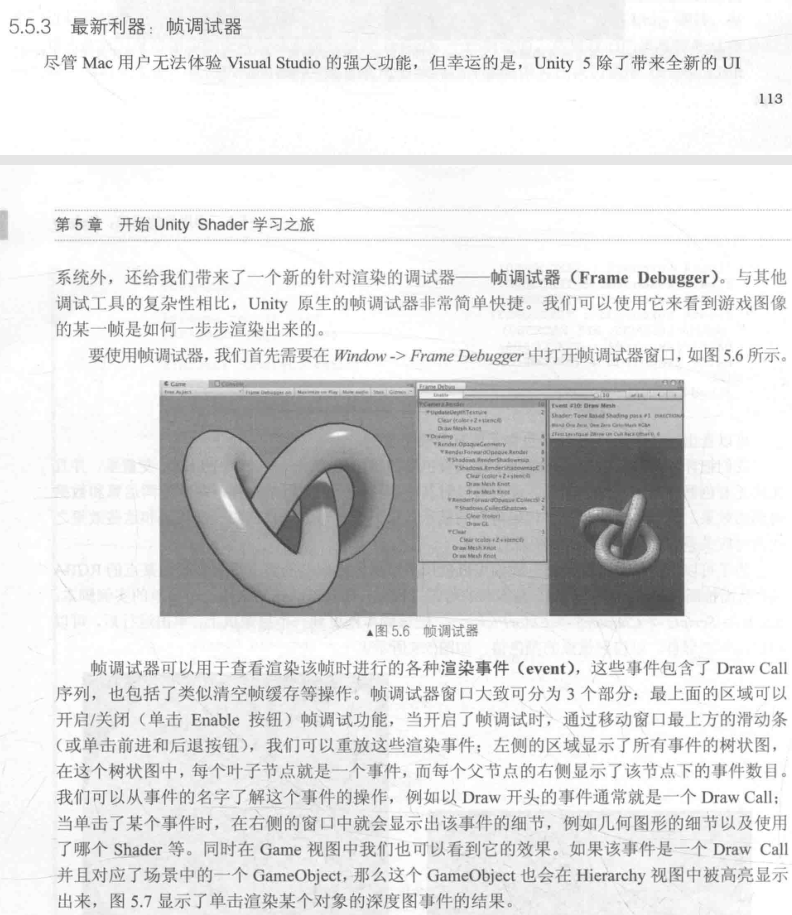 5.5.3 最新利器：帧调试器
尽管 Mac 用户无法体验 Visual Studio 的强大功能，但幸运的是，Unity 5 除了带来全新的 UI
113
第 5 章 开始 Unity Shader 学习之旅
系统外，还给我们带来了一个新的针对渲染的调试器——帧调试器（Frame Debugger）。与其他
调试工具的复杂性相比，Unity 原生的帧调试器非常简单快捷。我们可以使用它来看到游戏图像
的某一帧是如何一步步渲染出来的。
要使用帧调试器，我们首先需要在 Window -> Frame Debugger 中打开帧调试器窗口，如图 5.6 所示。
Game
Console
Free Aspect
Frame Debugger on
Maximize on Play
Mute audio
Stats
Gizmos
Frame Debug
Enable
Camera.Render
UpdateDepthTexture 2
Clear (color+Z+stencil)
Draw Mesh Knot
Drawing 8
Render.OpaqueGeometry 8
RenderForwardOpaque.Render 8
Shadows.RenderShadowmap
Clear (color+Z+stencil)
Draw Mesh Knot
Draw Mesh Knot
RenderForwardOpaque.Collect 2
Shadows.CollectShadows 2
Clear (color)
Draw GL
Clear
Clear (color+Z+stencil)
Draw Mesh Knot
Draw Mesh Knot
Event #10: Draw Mesh
▲图 5.6 帧调试器
帧调试器可以用于查看渲染该帧时进行的各种渲染事件（event），这些事件包含了 Draw Call
序列，也包括了类似清空帧缓存等操作。帧调试器窗口大致可分为 3 个部分：最上面的区域可以
开启/关闭（单击 Enable 按钮）帧调试功能，当开启了帧调试时，通过移动窗口最上方的滑动条
（或单击前进和后退按钮），我们可以重放这些渲染事件；左侧的区域显示了所有事件的树状图，
在这个树状图中，每个叶子节点就是一个事件，而每个父节点的右侧显示了该节点下的事件数目。
我们可以从事件的名字了解这个事件的操作，例如以 Draw 开头的事件通常就是一个 Draw Call；
当单击了某个事件时，在右侧的窗口中就会显示出该事件的细节，例如几何图形的细节以及使用
了哪个 Shader 等。同时在 Game 视图中我们也可以看到它的效果。如果该事件是一个 Draw Call
并且对应了场景中的一个 GameObject，那么这个 GameObject 也会在 Hierarchy 视图中被高亮显示
出来，图 5.7 显示了单击渲染某个对象的深度图事件的结果。